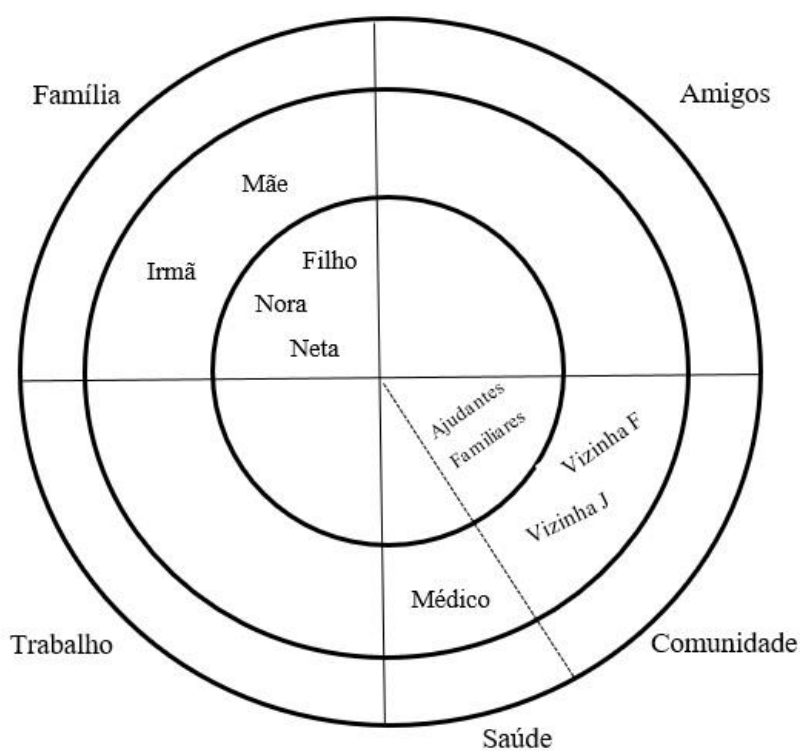 Família
Amigos
Mãe
Irmã
Filho
Nora
Neta
Ajudantes
Familiares
Vizinha F
Vizinha J
Médico
Trabalho
Comunidade
Saúde